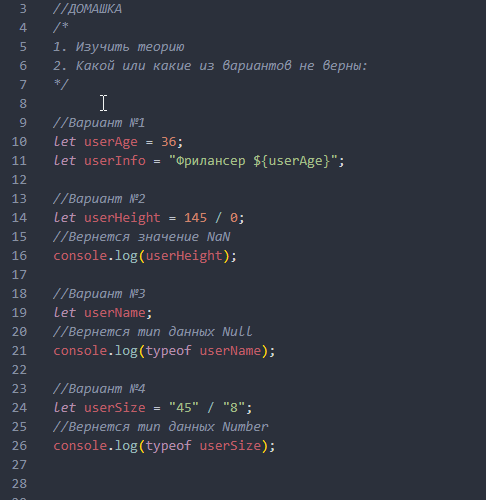 3 //ДОМАШКА
4 /*
5 1. Изучить теорию
6 2. Какой или какие из вариантов не верны:
7 */
8
9 //Вариант №1
10 let userAge = 36;
11 let userInfo = "Фрилансер ${userAge}";
12
13 //Вариант №2
14 let userHeight = 145 / 0;
15 //Вернется значение NaN
16 console.log(userHeight);
17
18 //Вариант №3
19 let userName;
20 //Вернется тип данных Null
21 console.log(typeof userName);
22
23 //Вариант №4
24 let userSize = "45" / "8";
25 //Вернется тип данных Number
26 console.log(typeof userSize);
27
28